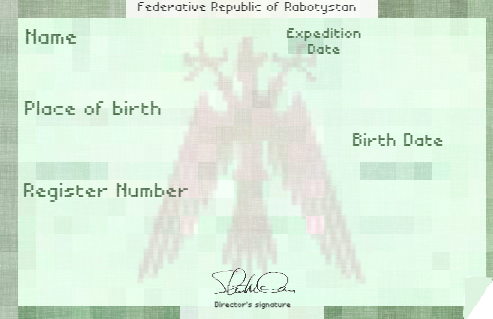 Federative Republic of Rabotystan
Name
Expedition
Date
Place of birth
Birth Date
Register Number
Director's signature